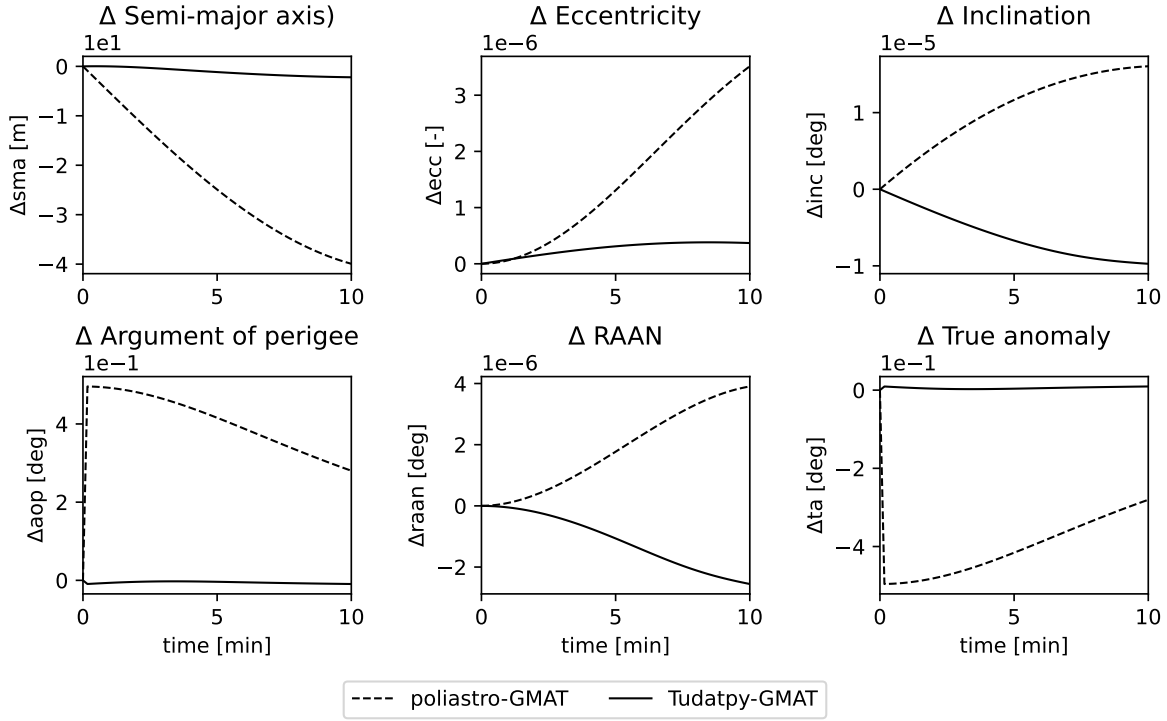 Δ Semi-major axis)
1e1
0
−1
−2
−3
−4
Δsma [m]
0 5 10
Δ Eccentricity
1e−6
3
2
1
0
Δecc [-]
0 5 10
Δ Inclination
1e−5
1
0
−1
Δinc [deg]
0 5 10
Δ Argument of perigee
1e−1
4
2
0
Δaop [deg]
0 5 10
time [min]
Δ RAAN
1e−6
4
2
0
−2
Δraan [deg]
0 5 10
time [min]
Δ True anomaly
1e−1
0
−2
−4
Δta [deg]
0 5 10
time [min]
poliastro-GMAT Tudatpy-GMAT